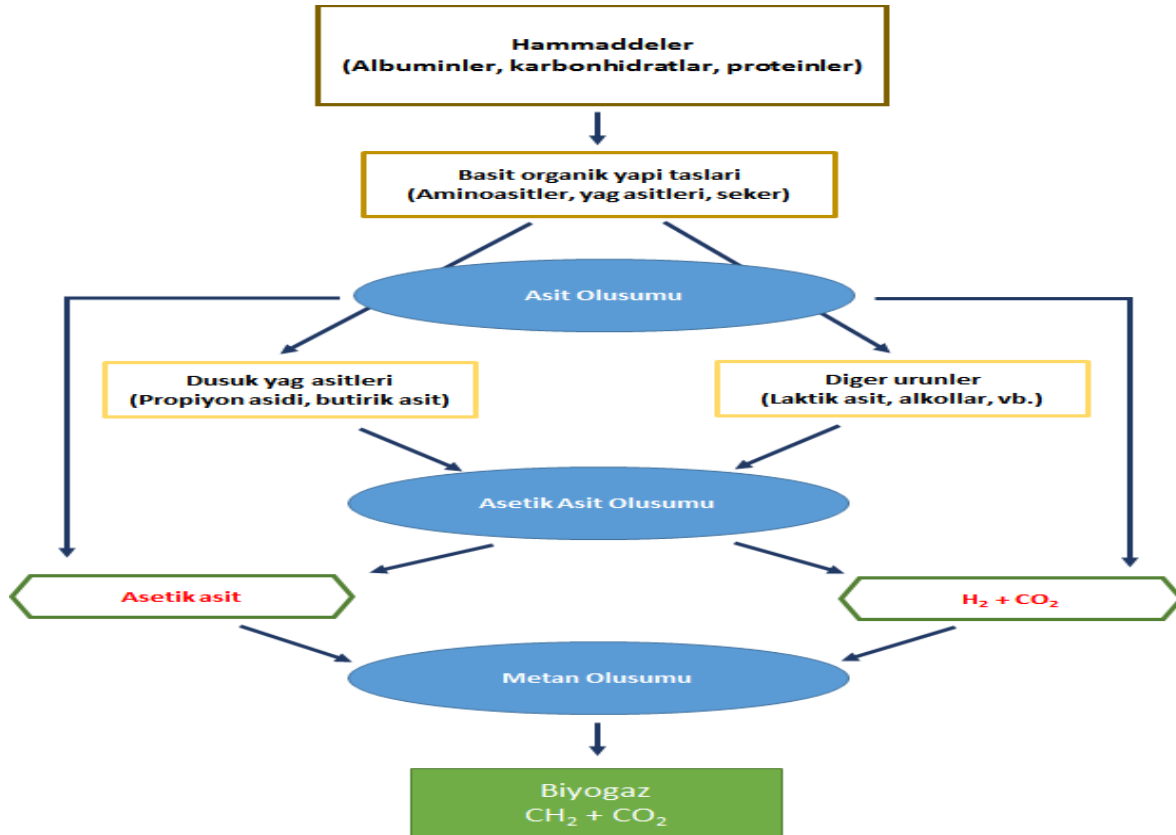 Hammaddeler
(Albuminler, karbonhidratlar, proteinler)
Basit organik yapi taslari
(Aminoasitler, yag asitleri, seker)
Asit Olusumu
Dusuk yag asitleri
(Propiyon asidi, butirik asit)
Diger urunler
(Laktik asit, alkollar, vb.)
Asetik Asit Olusumu
Asetik asit
H₂ + CO₂
Metan Olusumu
Biyogaz
CH₂ + CO₂